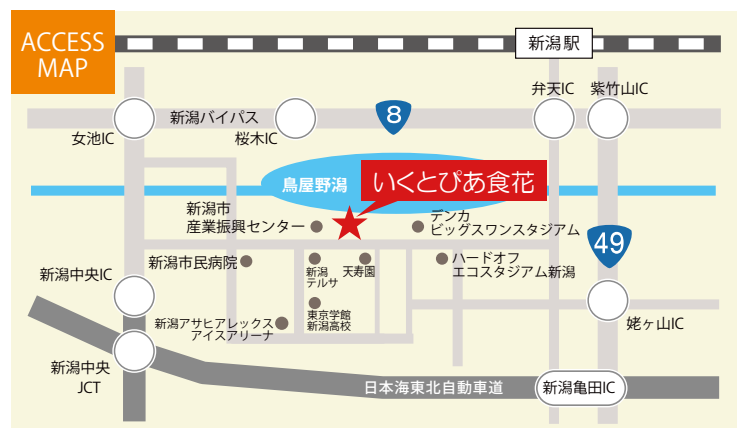 ACCESS
MAP
新潟駅
弁天IC
紫竹山IC
新潟バイパス
8
女池IC
桜木IC
鳥屋野潟
いくとぴあ食花
新潟市
産業振興センター
デンカ
ビッグスワンスタジアム
49
新潟市民病院
新潟
テルサ
天寿園
ハードオフ
エコスタジアム新潟
新潟中央IC
東京学館
新潟高校
新潟アサヒアレックス
アイスアリーナ
姥ヶ山IC
新潟中央
JCT
日本海東北自動車道
新潟亀田IC